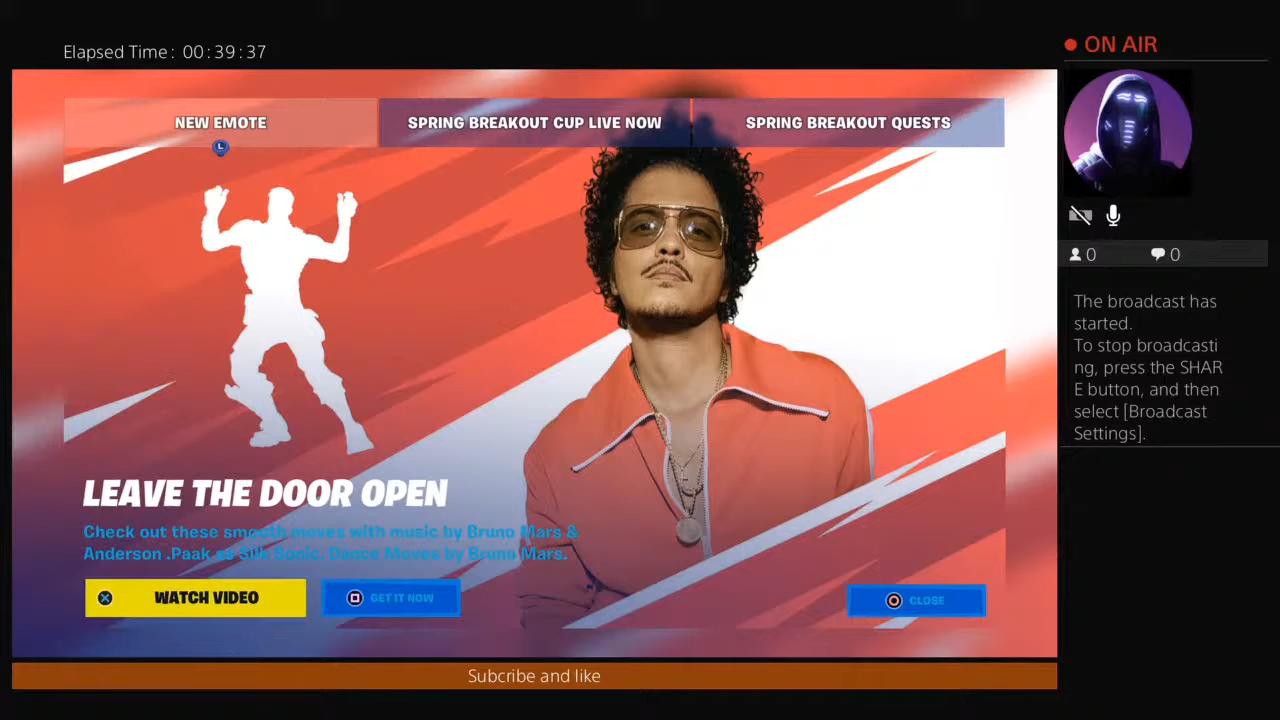 Elapsed Time: 00:39:37
ON AIR
NEW EMOTE
SPRING BREAKOUT CUP LIVE NOW
SPRING BREAKOUT QUESTS
L
0
0
The broadcast has
started.
To stop broadcasti
ng, press the SHAR
E button, and then
select [Broadcast
Settings].
LEAVE THE DOOR OPEN
Check out these smooth moves with music by Bruno Mars &
Anderson .Paak as Silk Sonic. Dance Moves by Bruno Mars.
WATCH VIDEO
GET IT NOW
CLOSE
Subcribe and like